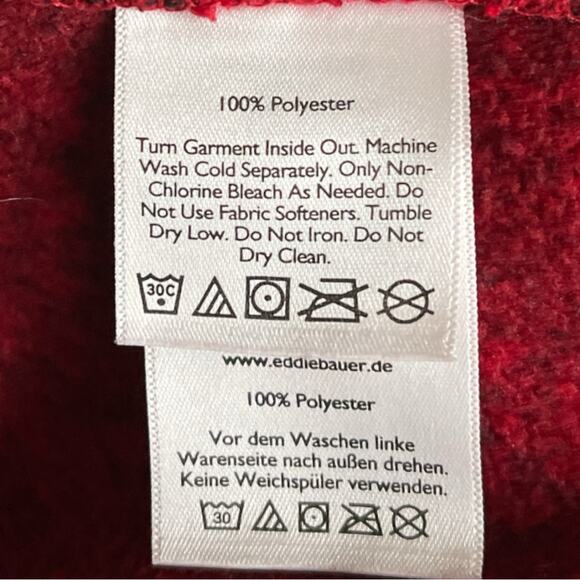 100% Polyester
Turn Garment Inside Out. Machine
Wash Cold Separately. Only Non-
Chlorine Bleach As Needed. Do
Not Use Fabric Softeners. Tumble
Dry Low. Do Not Iron. Do Not
Dry Clean.
30C
www.eddiebauer.de
100% Polyester
Vor dem Waschen linke
Warenseite nach außen drehen.
Keine Weichspüler verwenden.
30